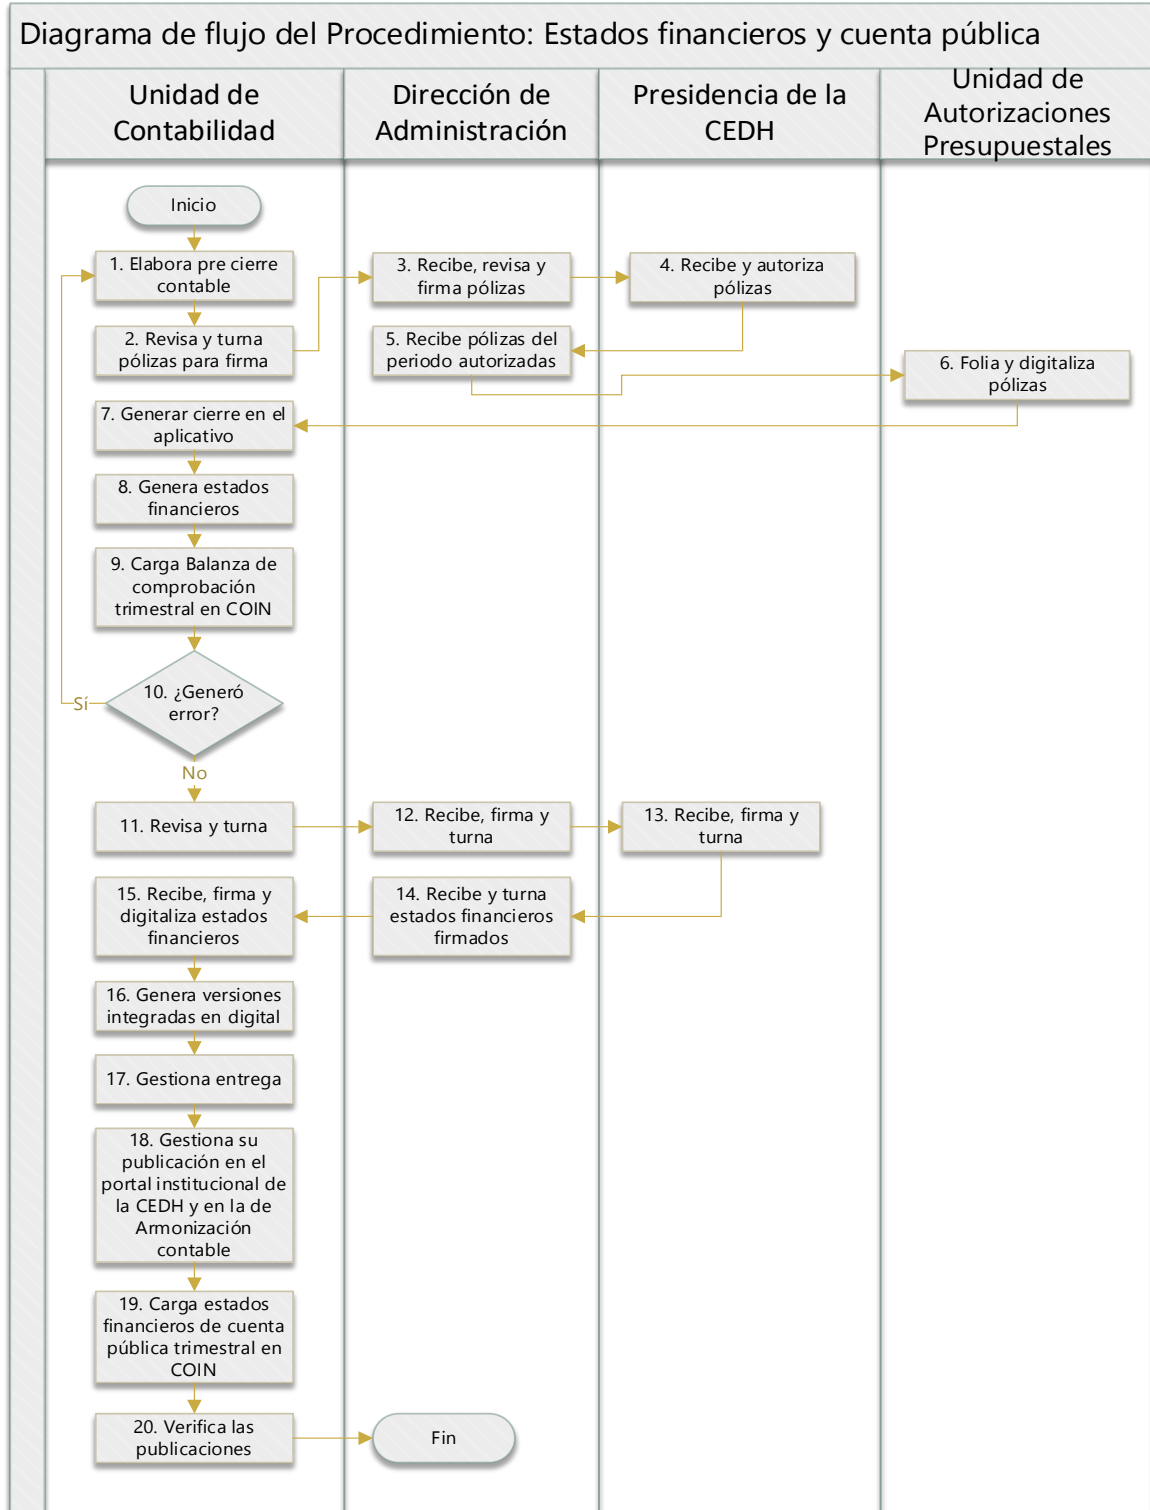 Diagrama de flujo del Procedimiento: Estados financieros y cuenta pública
Unidad de
Contabilidad
Dirección de
Administración
Presidencia de la
CEDH
Unidad de
Autorizaciones
Presupuestales
Inicio
1. Elabora pre cierre
contable
2. Revisa y turna
pólizas para firma
3. Recibe, revisa y
firma pólizas
4. Recibe y autoriza
pólizas
5. Recibe pólizas del
periodo autorizadas
6. Folia y digitaliza
pólizas
7. Generar cierre en el
aplicativo
8. Genera estados
financieros
9. Carga Balanza de
comprobación
trimestral en COIN
10. ¿Generó
error?
Sí
No
11. Revisa y turna
12. Recibe, firma y
turna
13. Recibe, firma y
turna
14. Recibe y turna
estados financieros
firmados
15. Recibe, firma y
digitaliza estados
financieros
16. Genera versiones
integradas en digital
17. Gestiona entrega
18. Gestiona su
publicación en el
portal institucional de
la CEDH y en la de
Armonización
contable
19. Carga estados
financieros de cuenta
pública trimestral en
COIN
20. Verifica las
publicaciones
Fin